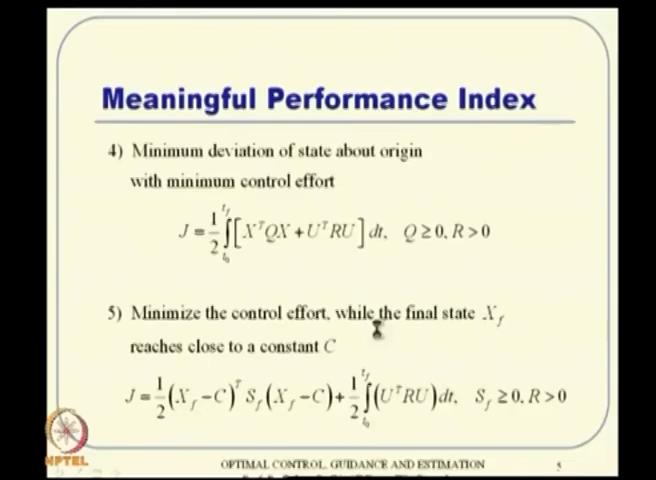 Meaningful Performance Index
4) Minimum deviation of state about origin
with minimum control effort
J = 1/2 ∫_{t_0}^{t_f} [X^T QX + U^T RU] dt, Q ≥ 0, R > 0
5) Minimize the control effort, while the final state X_f
reaches close to a constant C
J = 1/2 (X_f − C)^T S_f (X_f − C) + 1/2 ∫_{t_0}^{t_f} (U^T RU) dt, S_f ≥ 0, R > 0
NPTEL
OPTIMAL CONTROL, GUIDANCE AND ESTIMATION